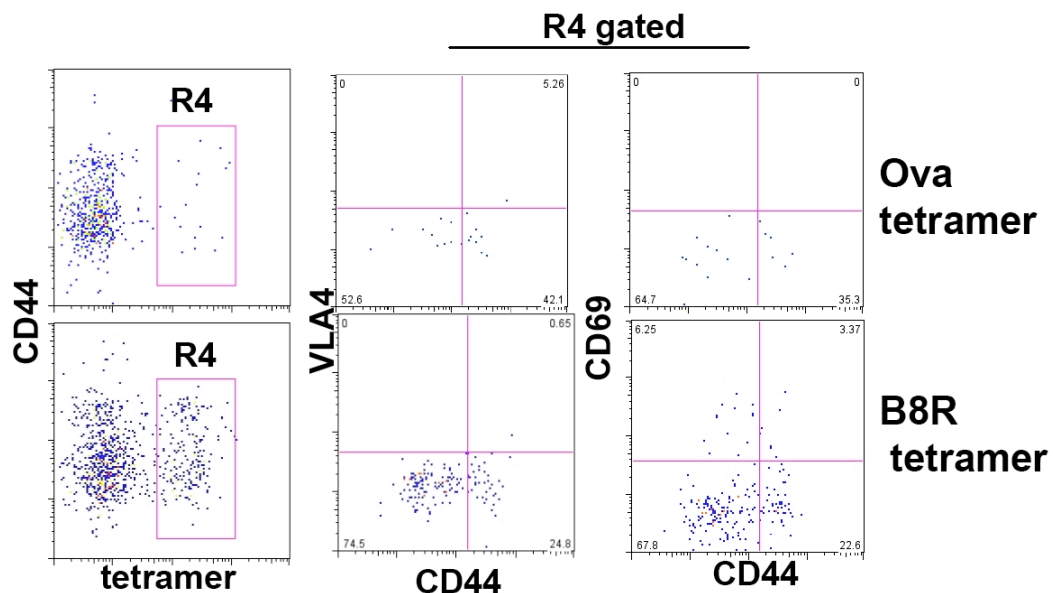 R4 gated
R4
0
5.26
52.6
42.1
0
0
64.7
35.3
Ova
tetramer
CD44
VLA4
CD69
R4
0
0.65
74.5
24.8
6.25
3.37
67.8
22.6
B8R
tetramer
tetramer
CD44
CD44